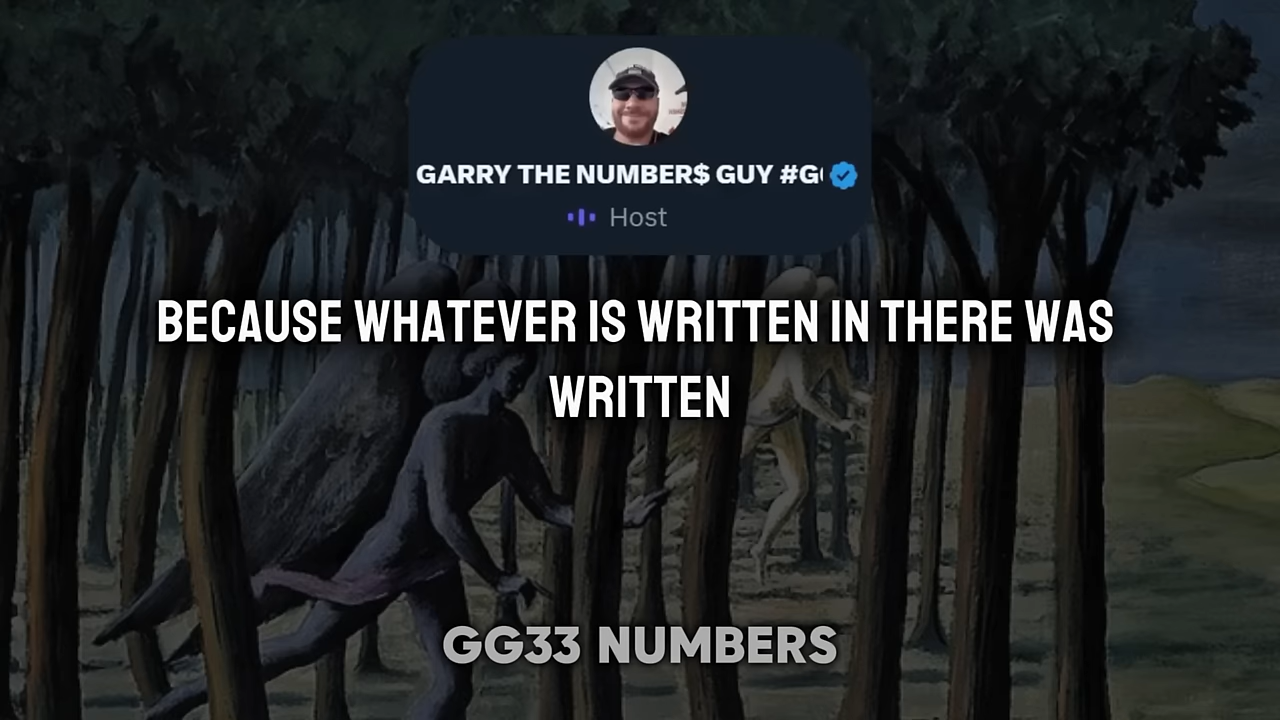 GARRY THE NUMBER$ GUY #G
Host
BECAUSE WHATEVER IS WRITTEN IN THERE WAS
WRITTEN
GG33 NUMBERS